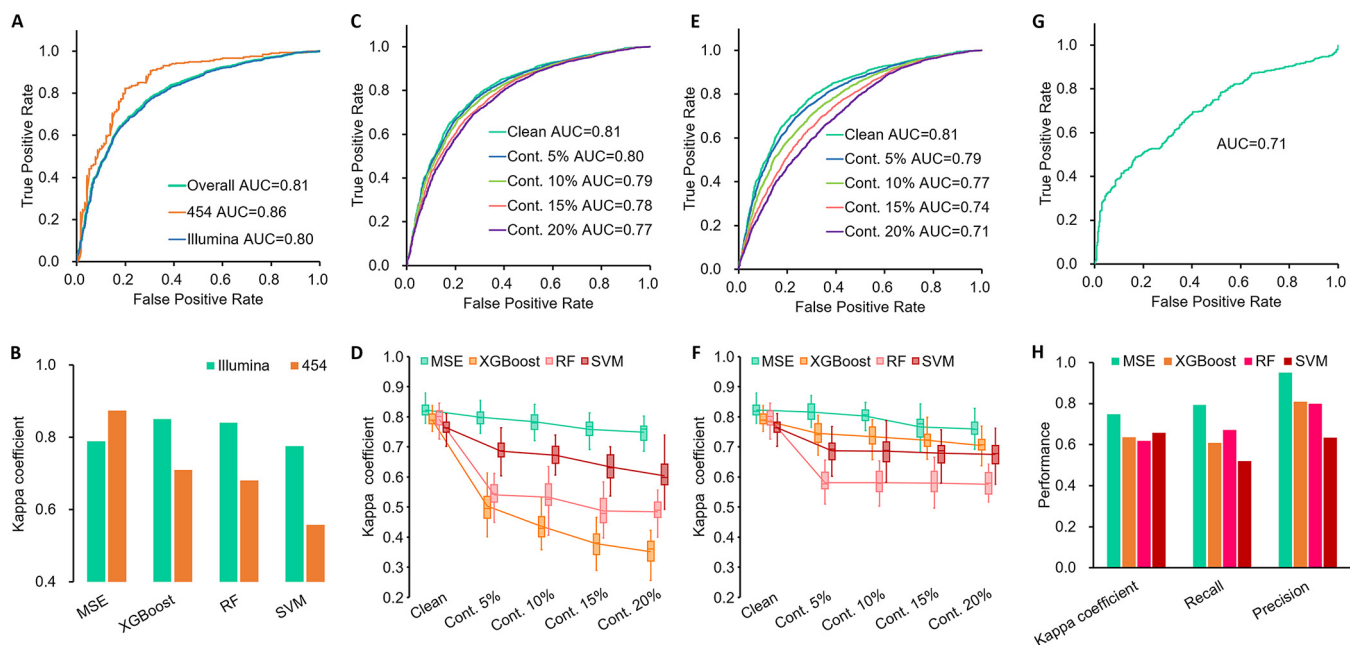 A
True Positive Rate
1.0
0.8
0.6
0.4
0.2
0.0
Overall AUC=0.81
454 AUC=0.86
Illumina AUC=0.80
0.0 0.2 0.4 0.6 0.8 1.0
False Positive Rate
C
True Positive Rate
1.0
0.8
0.6
0.4
0.2
0.0
Clean AUC=0.81
Cont. 5% AUC=0.80
Cont. 10% AUC=0.79
Cont. 15% AUC=0.78
Cont. 20% AUC=0.77
0.0 0.2 0.4 0.6 0.8 1.0
False Positive Rate
E
True Positive Rate
1.0
0.8
0.6
0.4
0.2
0.0
Clean AUC=0.81
Cont. 5% AUC=0.79
Cont. 10% AUC=0.77
Cont. 15% AUC=0.74
Cont. 20% AUC=0.71
0.0 0.2 0.4 0.6 0.8 1.0
False Positive Rate
G
True Positive Rate
1.0
0.8
0.6
0.4
0.2
0.0
AUC=0.71
0.0 0.2 0.4 0.6 0.8 1.0
False Positive Rate
B
Kappa coefficient
Illumina 454
1.0
0.8
0.6
0.4
MSE XGBoost RF SVM
D
Kappa coefficient
MSE XGBoost RF SVM
1.0
0.9
0.8
0.7
0.6
0.5
0.4
0.3
0.2
Clean Cont. 5% Cont. 10% Cont. 15% Cont. 20%
F
Kappa coefficient
MSE XGBoost RF SVM
1.0
0.9
0.8
0.7
0.6
0.5
0.4
0.3
0.2
Clean Cont. 5% Cont. 10% Cont. 15% Cont. 20%
H
Performance
MSE XGBoost RF SVM
1.0
0.8
0.6
0.4
0.2
0.0
Kappa coefficient Recall Precision